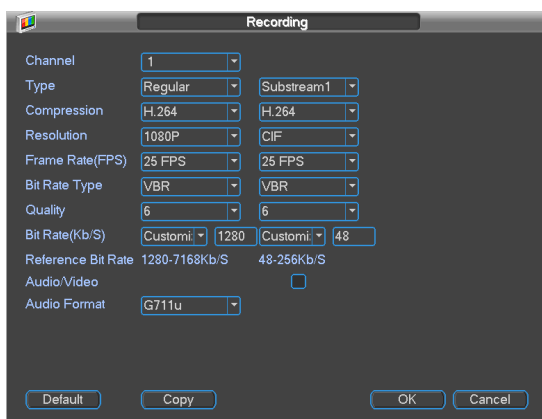 Recording
Channel 1
Type Regular Substream1
Compression H.264 H.264
Resolution 1080P CIF
Frame Rate(FPS) 25 FPS 25 FPS
Bit Rate Type VBR VBR
Quality 6 6
Bit Rate(Kb/S) Customi: 1280 Customi: 48
Reference Bit Rate 1280-7168Kb/S 48-256Kb/S
Audio/Video
Audio Format G711u
Default Copy OK Cancel